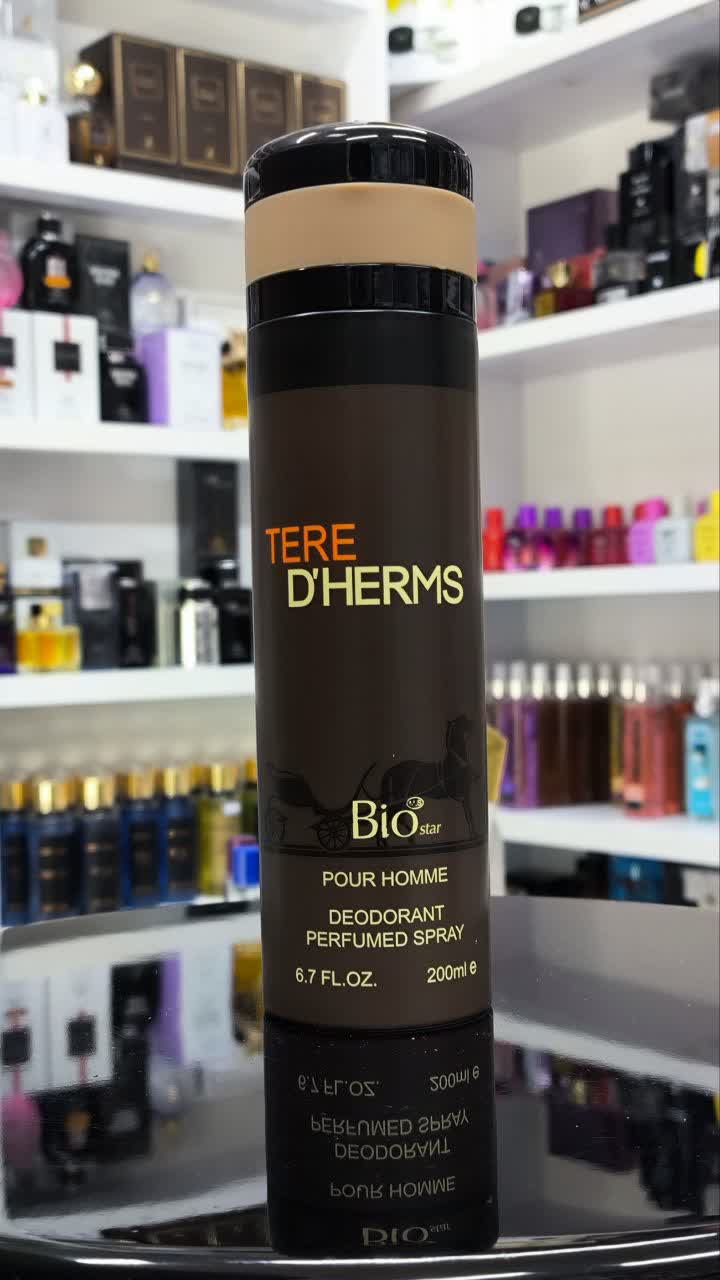 TERE
D'HERMS
Bio star
POUR HOMME
DEODORANT
PERFUMED SPRAY
6.7 FL.OZ. 200ml e